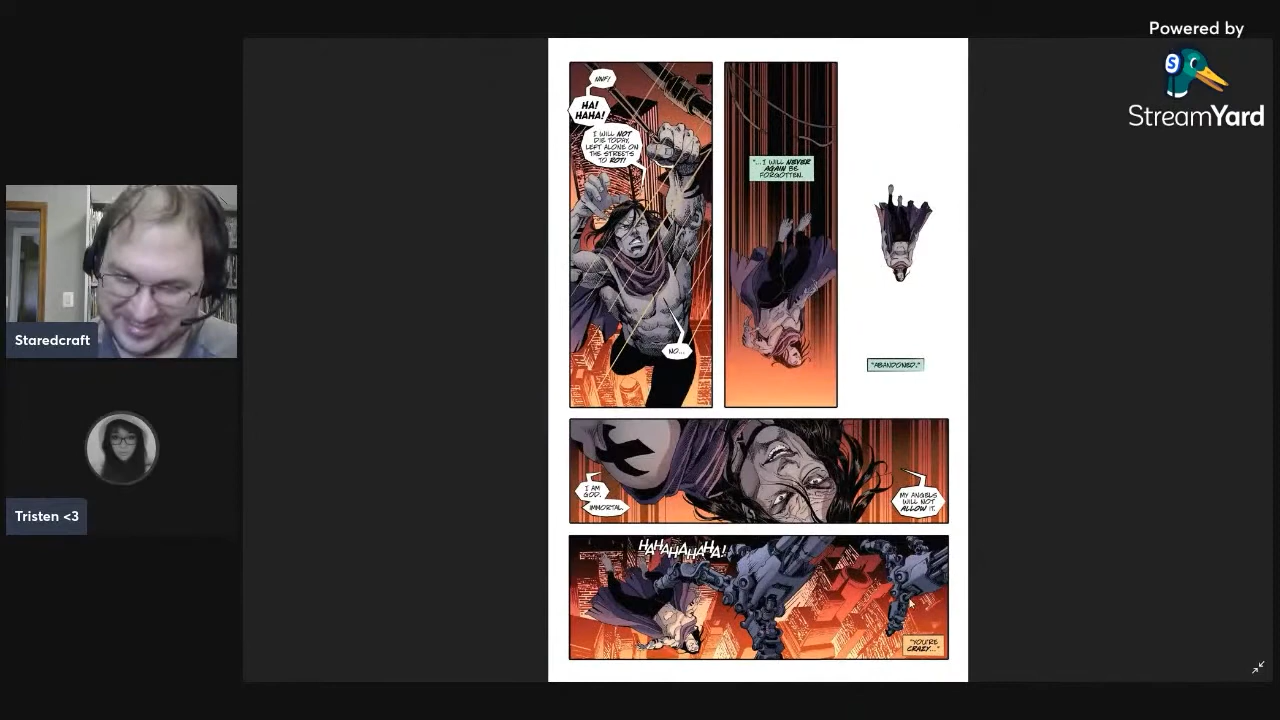 Powered by
S
StreamYard
Staredcraft
Tristen <3
NNF!
HA!
HAHA!
I WILL NOT
DIE TODAY,
LEFT ALONE ON
THE STREETS
TO ROT!
NO...
"...I WILL NEVER
AGAIN BE
FORGOTTEN.
"ABANDONED."
I AM
GOD.
IMMORTAL.
MY ANGELS
WILL NOT
ALLOW IT.
HAHAHAHAHA!
"YOU'RE
CRAZY..."